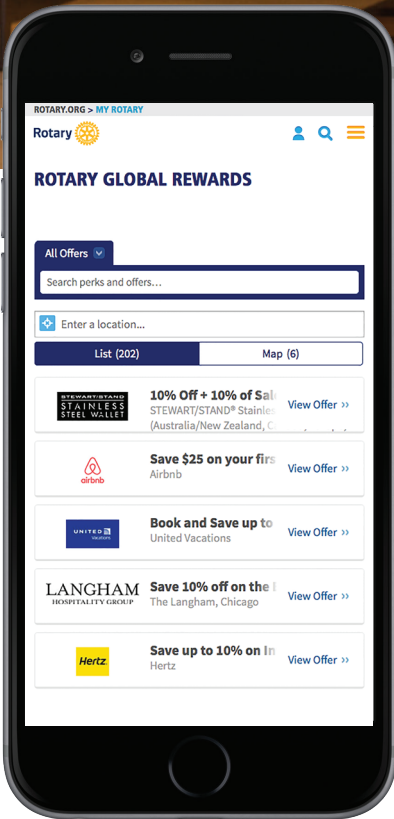 ROTARY.ORG > MY ROTARY
Rotary
ROTARY GLOBAL REWARDS
All Offers
Search perks and offers…
Enter a location...
List (202)
Map (6)
STEWART/STAND
STAINLESS
STEEL WALLET
10% Off + 10% of Sal
STEWART/STAND® Stainles
(Australia/New Zealand, C
View Offer ››
airbnb
Save $25 on your firs
Airbnb
View Offer ››
UNITED
Vacations
Book and Save up to
United Vacations
View Offer ››
LANGHAM
HOSPITALITY GROUP
Save 10% off on the
The Langham, Chicago
View Offer ››
Hertz
Save up to 10% on In
Hertz
View Offer ››